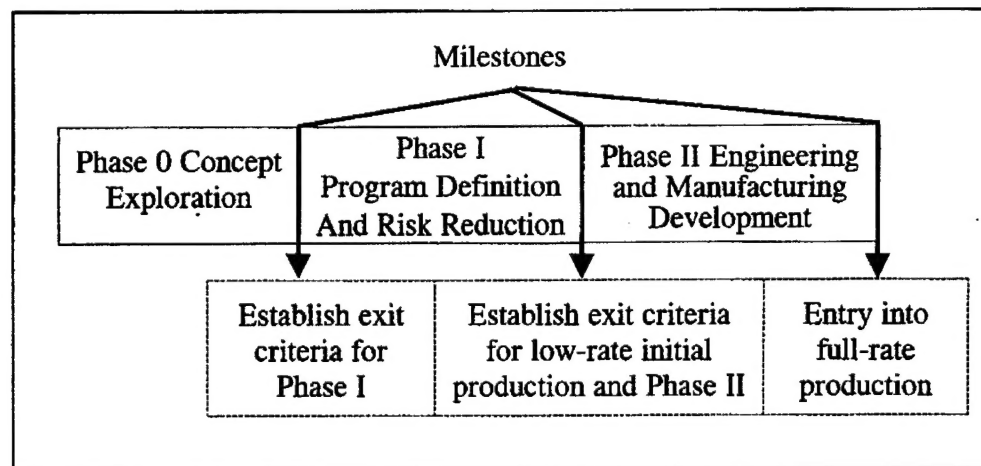 Milestones
Phase 0 Concept
Exploration
Phase I
Program Definition
And Risk Reduction
Phase II Engineering
and Manufacturing
Development
Establish exit
criteria for
Phase I
Establish exit criteria
for low-rate initial
production and Phase II
Entry into
full-rate
production